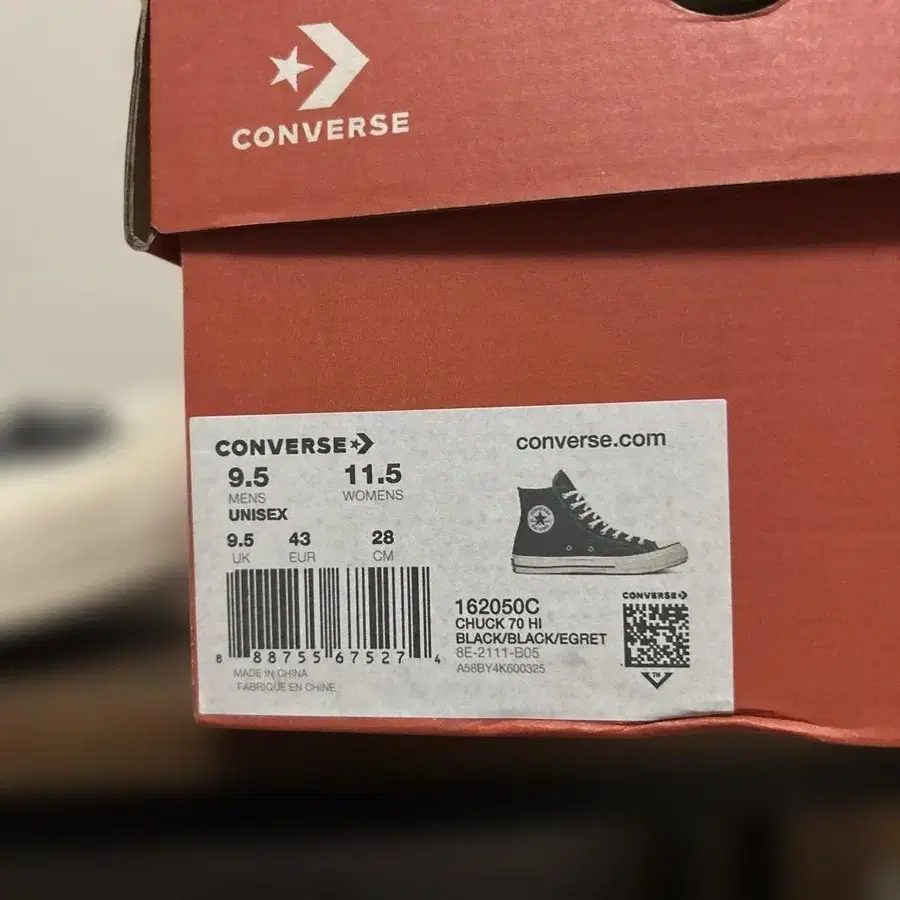 CONVERSE
CONVERSE
converse.com
9.5 11.5
MENS WOMENS
UNISEX
9.5 43 28
UK EUR CM
8 88755 67527 4
MADE IN CHINA
FABRIQUÉ EN CHINE
162050C
CHUCK 70 HI
BLACK/BLACK/EGRET
8E-2111-B05
A58BY4K600325
CONVERSE
TM